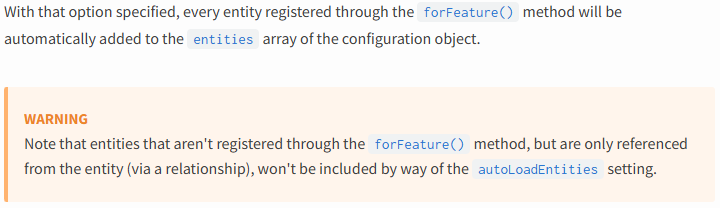 With that option specified, every entity registered through the forFeature() method will be
automatically added to the entities array of the configuration object.
WARNING
Note that entities that aren't registered through the forFeature() method, but are only referenced
from the entity (via a relationship), won't be included by way of the autoLoadEntities setting.